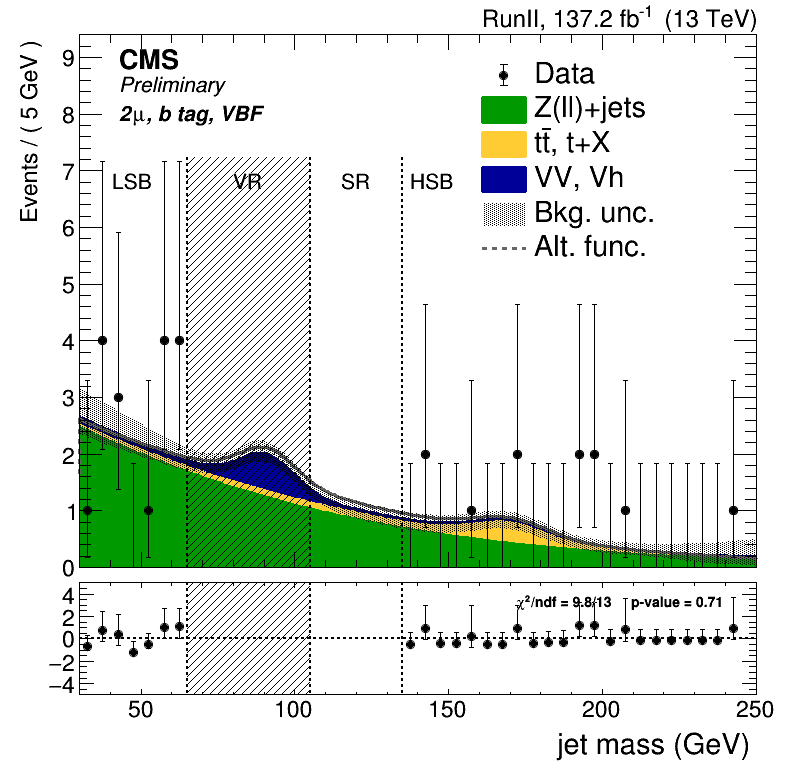 RunII, 137.2 fb⁻¹ (13 TeV)
Events / ( 5 GeV )
CMS
Preliminary
2μ, b tag, VBF
Data
Z(ll)+jets
tt̄, t+X
VV, Vh
Bkg. unc.
Alt. func.
LSB VR SR HSB
9
8
7
6
5
4
3
2
1
0
χ²/ndf = 9.8/13 p-value = 0.71
4
2
0
−2
−4
50 100 150 200 250
jet mass (GeV)